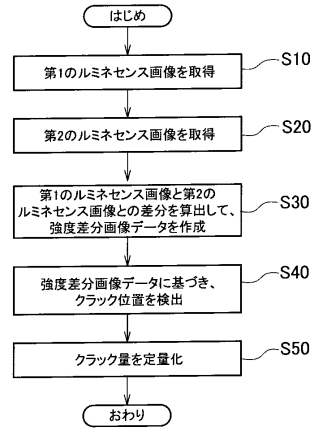 はじめ
第1のルミネセンス画像を取得
S10
第2のルミネセンス画像を取得
S20
第1のルミネセンス画像と第2の
ルミネセンス画像との差分を算出して、
強度差分画像データを作成
S30
強度差分画像データに基づき、
クラック位置を検出
S40
クラック量を定量化
S50
おわり